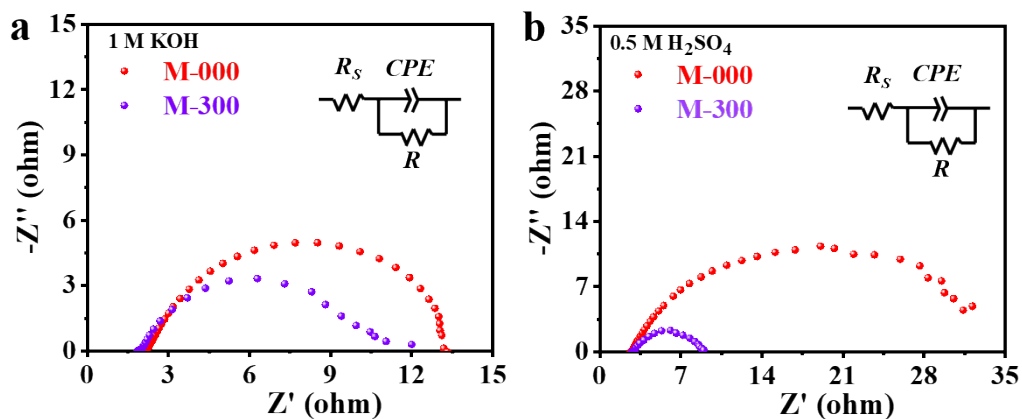 a
1 M KOH
M-000
M-300
R_S CPE
R
-Z'' (ohm)
15
12
9
6
3
0
0 3 6 9 12 15
Z' (ohm)
b
0.5 M H₂SO₄
M-000
M-300
R_S CPE
R
-Z'' (ohm)
35
28
21
14
7
0
0 7 14 21 28 35
Z' (ohm)